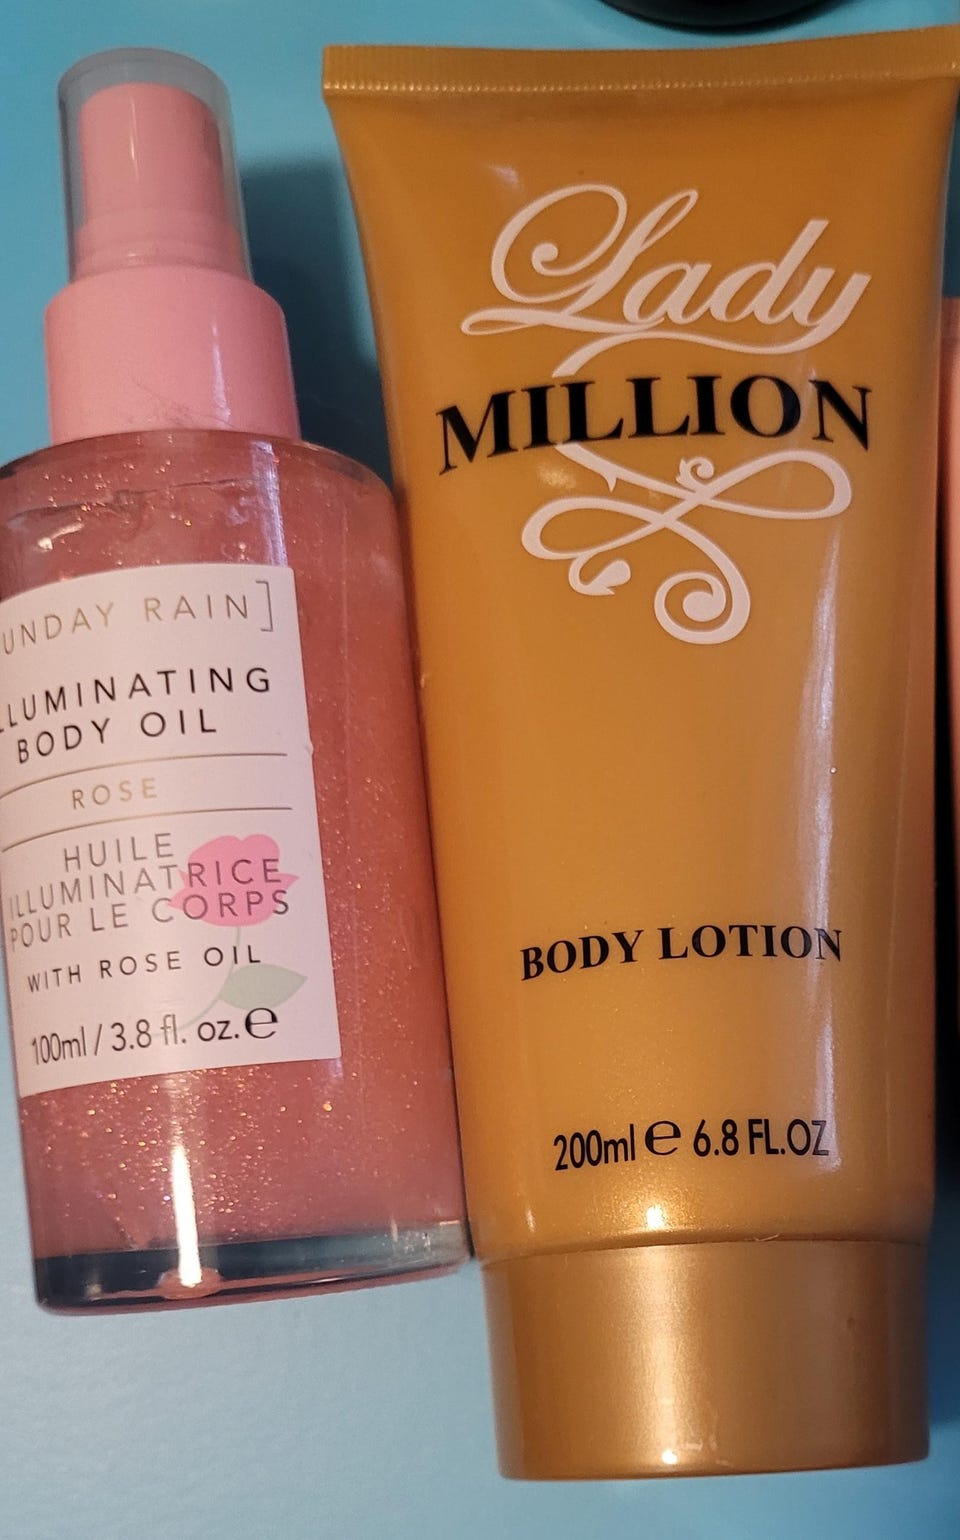 UNDAY RAIN]
LLUMINATING
BODY OIL
ROSE
HUILE
ILLUMINATRICE
POUR LE CORPS
WITH ROSE OIL
100ml / 3.8 fl. oz. e
Lady
MILLION
BODY LOTION
200ml e 6.8 FL.OZ